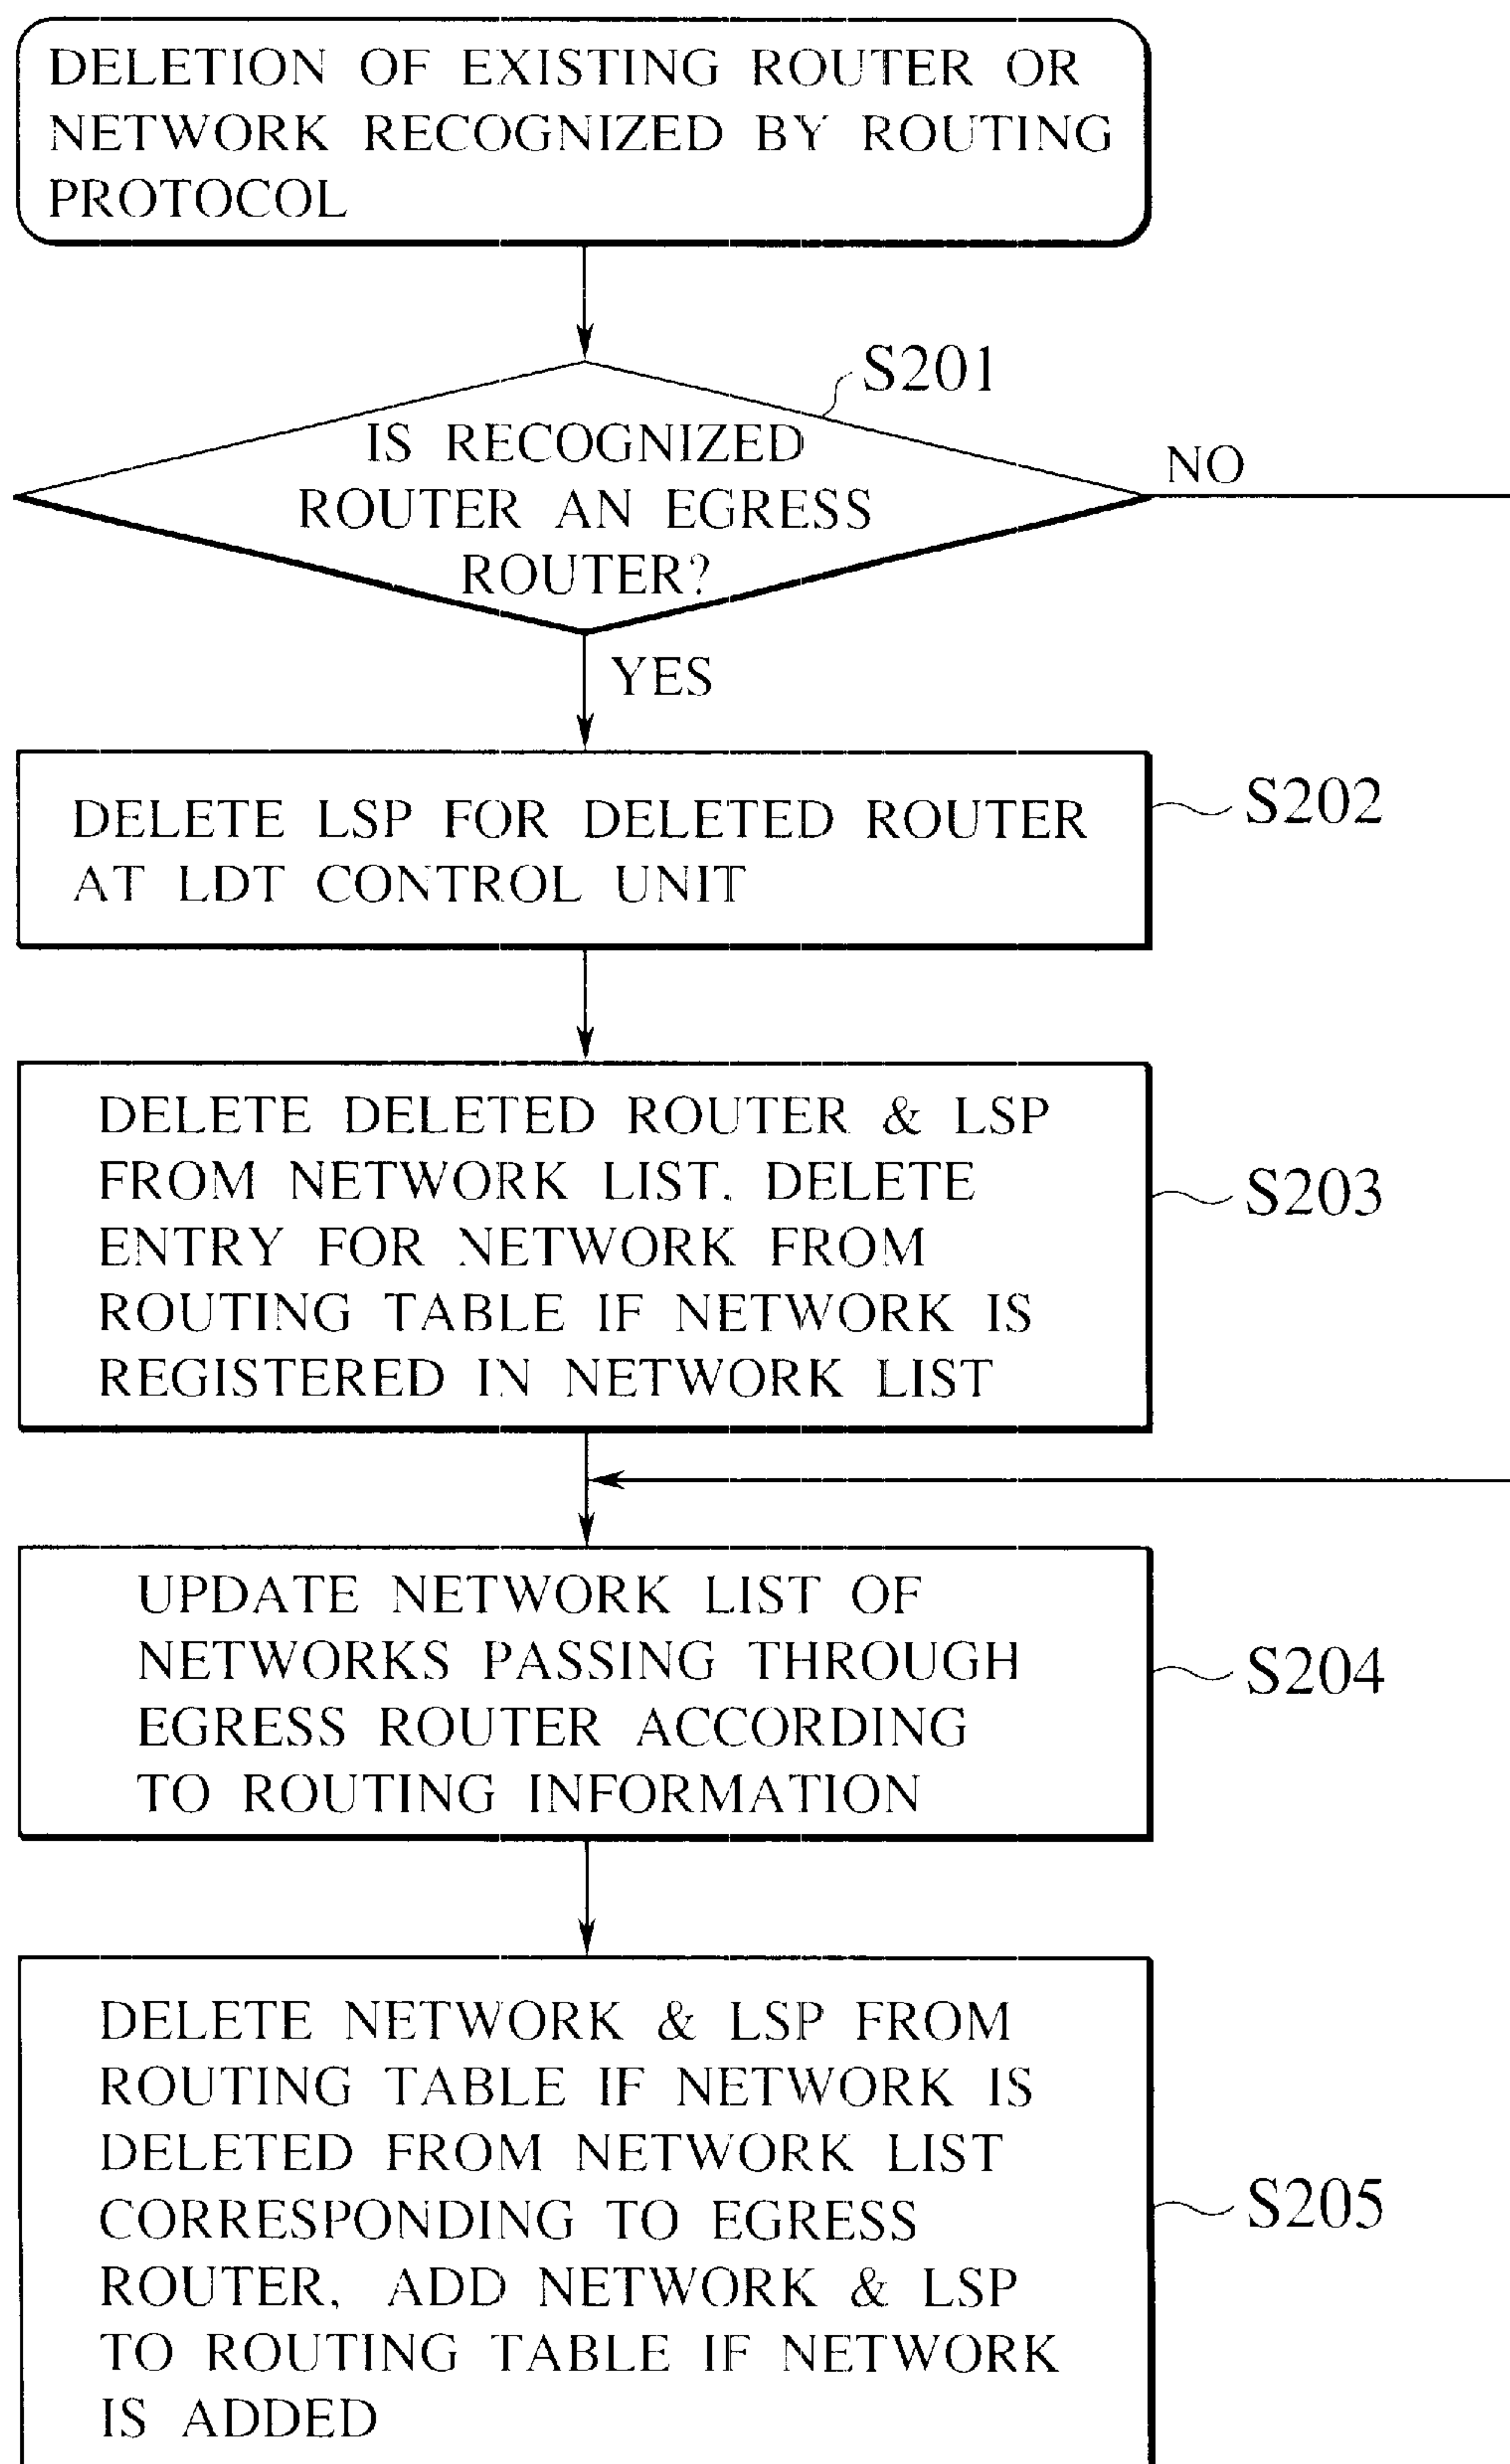 DELETION OF EXISTING ROUTER OR
NETWORK RECOGNIZED BY ROUTING
PROTOCOL
S201
IS RECOGNIZED
ROUTER AN EGRESS
ROUTER?
NO
YES
DELETE LSP FOR DELETED ROUTER
AT LDT CONTROL UNIT
S202
DELETE DELETED ROUTER & LSP
FROM NETWORK LIST. DELETE
ENTRY FOR NETWORK FROM
ROUTING TABLE IF NETWORK IS
REGISTERED IN NETWORK LIST
S203
UPDATE NETWORK LIST OF
NETWORKS PASSING THROUGH
EGRESS ROUTER ACCORDING
TO ROUTING INFORMATION
S204
DELETE NETWORK & LSP FROM
ROUTING TABLE IF NETWORK IS
DELETED FROM NETWORK LIST
CORRESPONDING TO EGRESS
ROUTER, ADD NETWORK & LSP
TO ROUTING TABLE IF NETWORK
IS ADDED
S205